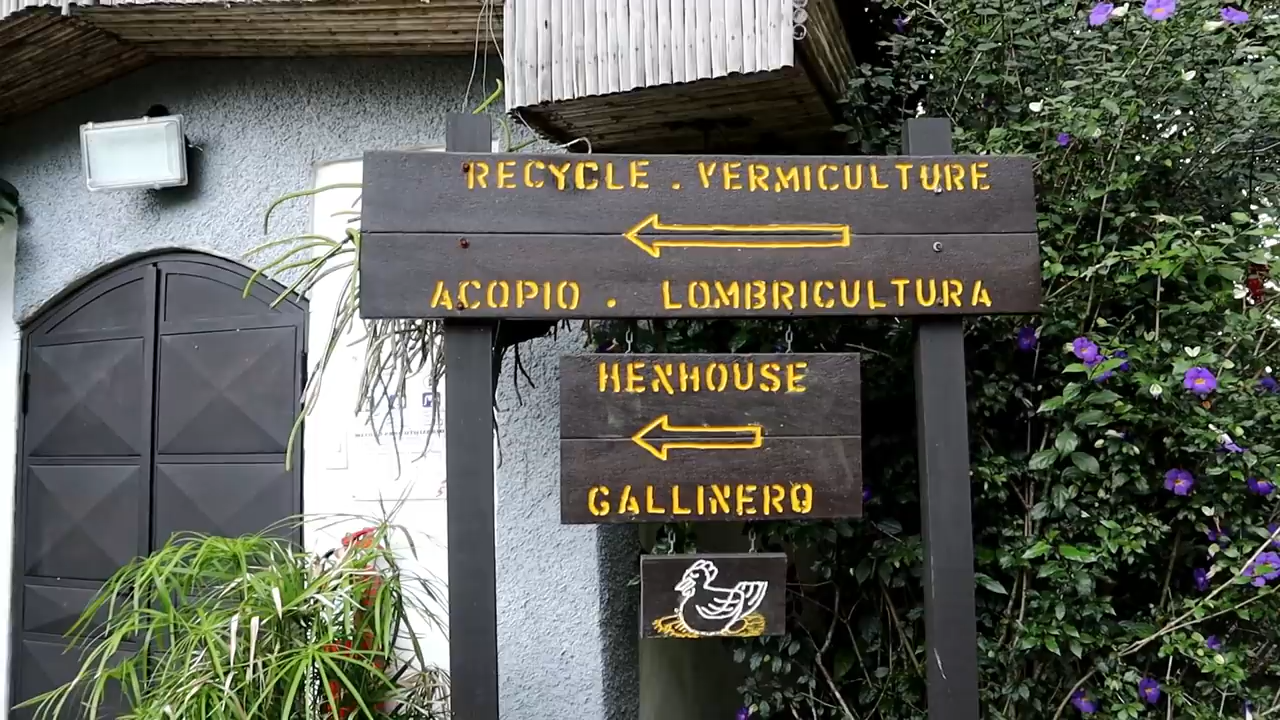 RECYCLE . VERMICULTURE
ACOPIO . LOMBRICULTURA
HENHOUSE
GALLINERO